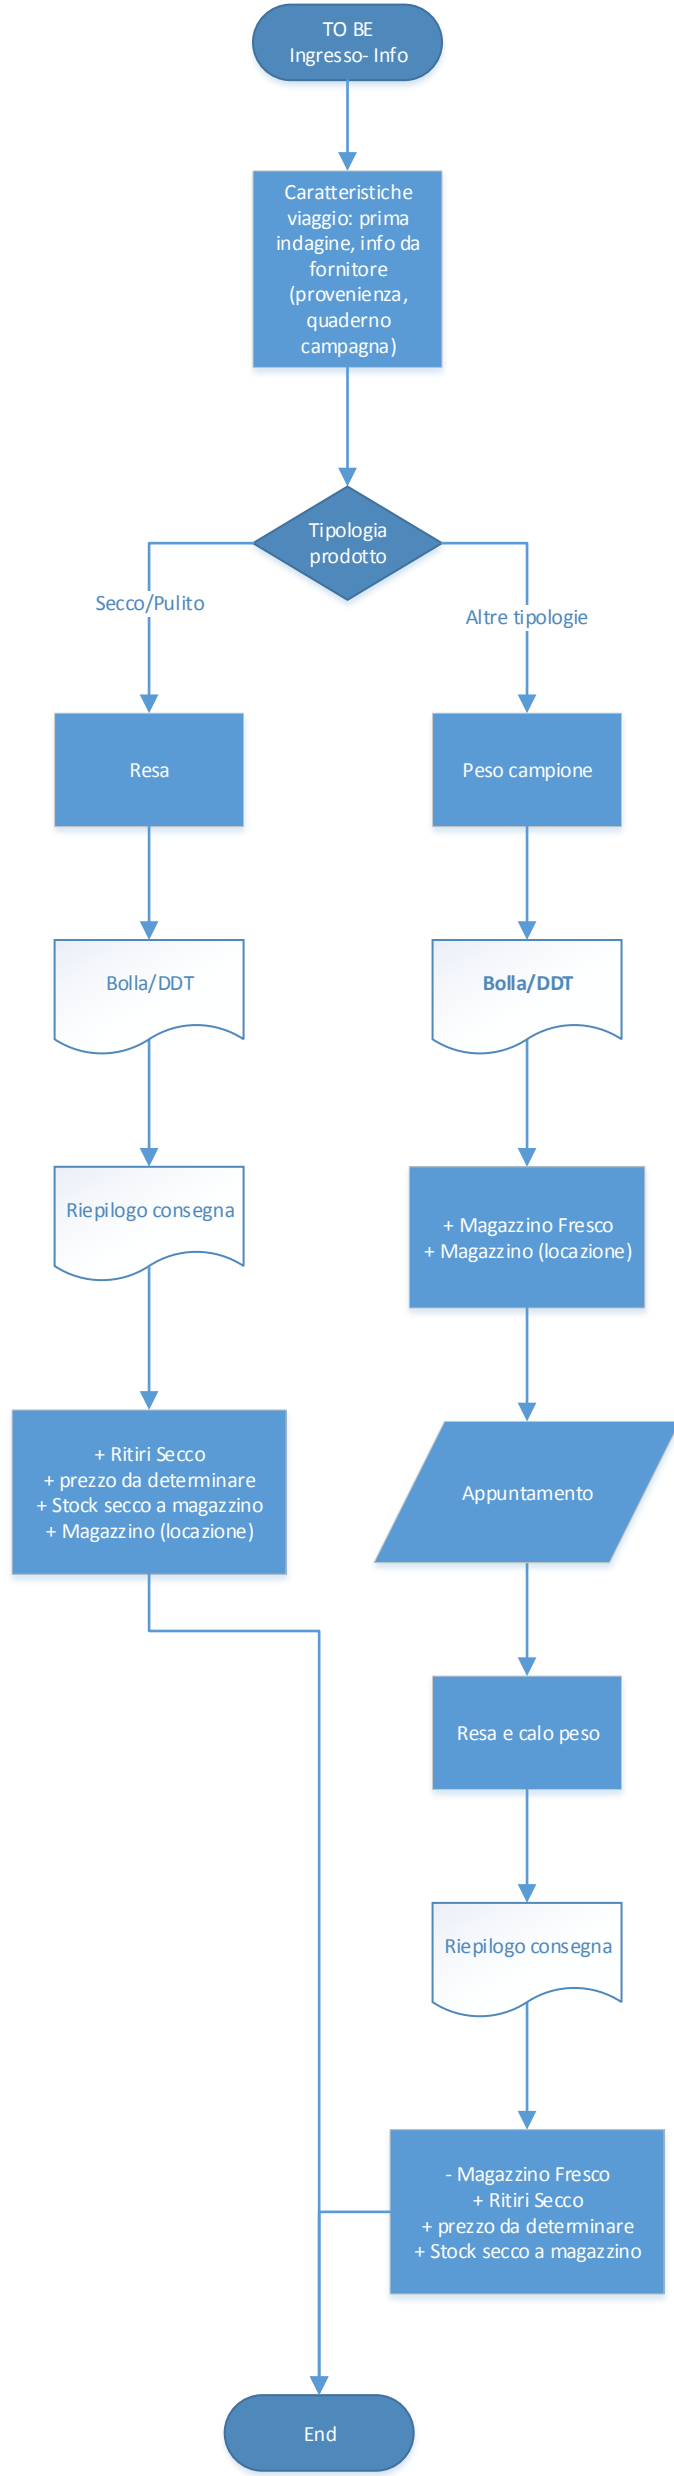 TO BE
Ingresso- Info
Caratteristiche
viaggio: prima
indagine, info da
fornitore
(provenienza,
quaderno
campagna)
Tipologia
prodotto
Secco/Pulito
Altre tipologie
Resa
Peso campione
Bolla/DDT
Bolla/DDT
Riepilogo consegna
+ Magazzino Fresco
+ Magazzino (locazione)
+ Ritiri Secco
+ prezzo da determinare
+ Stock secco a magazzino
+ Magazzino (locazione)
Appuntamento
Resa e calo peso
Riepilogo consegna
- Magazzino Fresco
+ Ritiri Secco
+ prezzo da determinare
+ Stock secco a magazzino
End